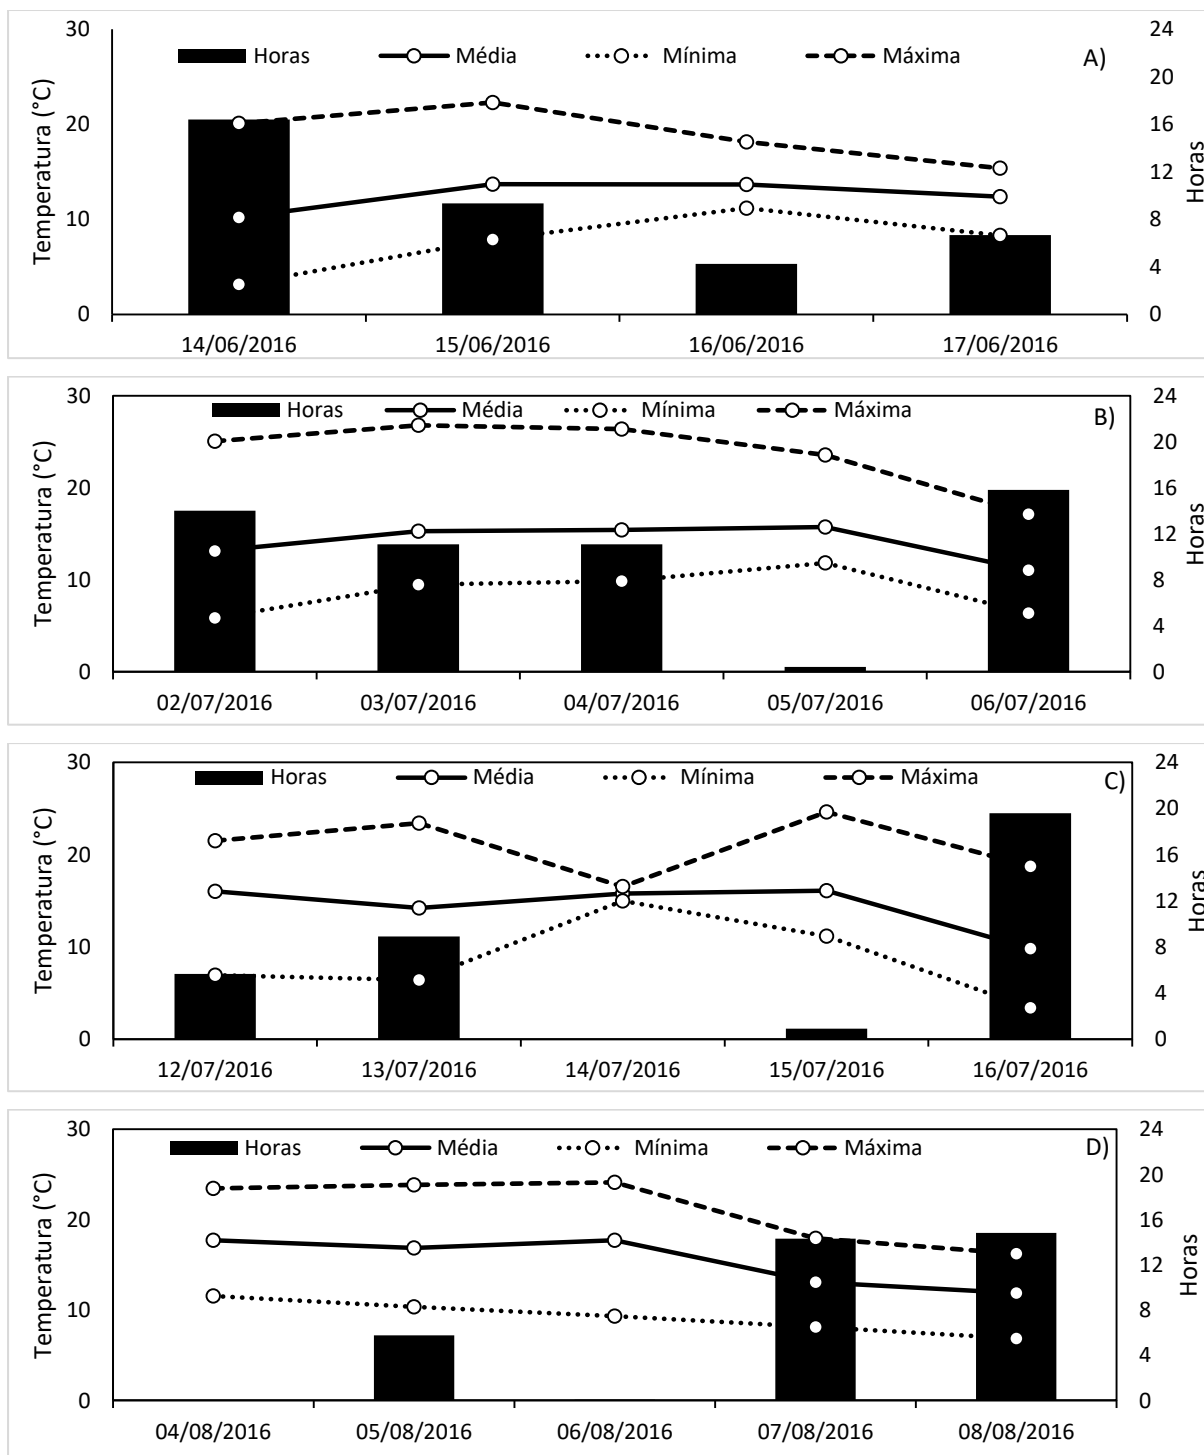 30 24
Horas Média Mínima Máxima A)
20
20 16
12
10 8
4
0 0
Temperatura (°C)
Horas
14/06/2016 15/06/2016 16/06/2016 17/06/2016
30 24
Horas Média Mínima Máxima B)
20
20 16
12
10 8
4
0 0
Temperatura (°C)
Horas
02/07/2016 03/07/2016 04/07/2016 05/07/2016 06/07/2016
30 24
Horas Média Mínima Máxima C)
20
20 16
12
10 8
4
0 0
Temperatura (°C)
Horas
12/07/2016 13/07/2016 14/07/2016 15/07/2016 16/07/2016
30 24
Horas Média Mínima Máxima D)
20
20 16
12
10 8
4
0 0
Temperatura (°C)
Horas
04/08/2016 05/08/2016 06/08/2016 07/08/2016 08/08/2016